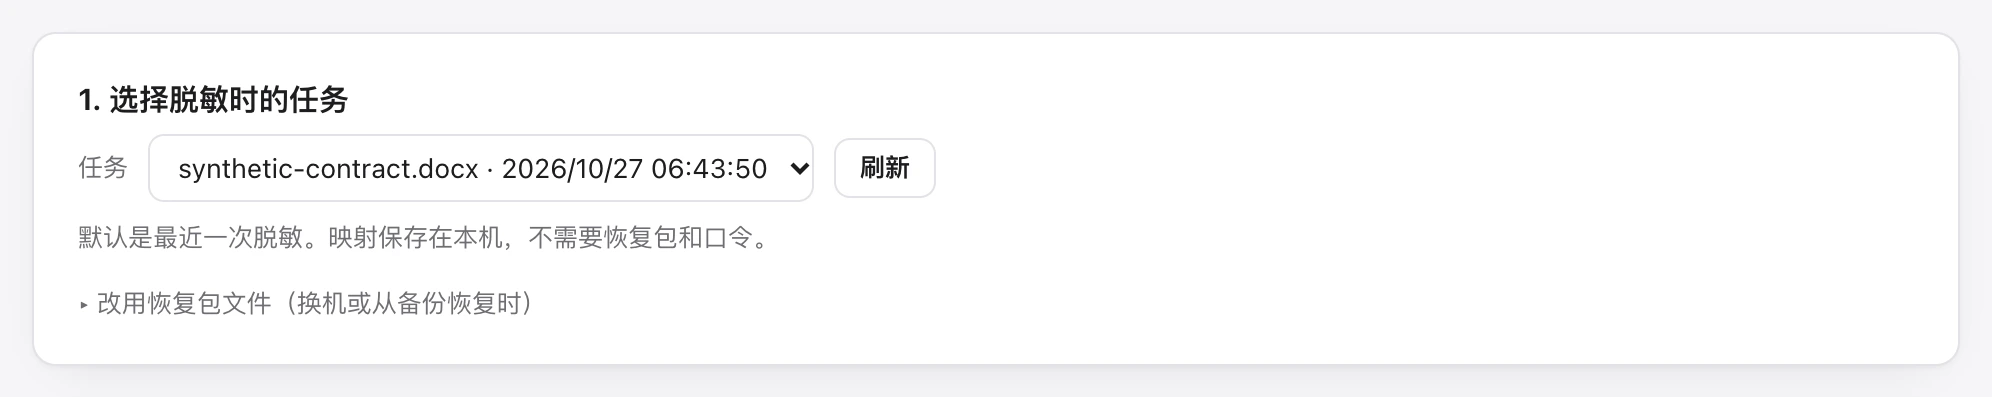 1. 选择脱敏时的任务
任务 synthetic-contract.docx · 2026/10/27 06:43:50 刷新
默认是最近一次脱敏。映射保存在本机，不需要恢复包和口令。
▸ 改用恢复包文件（换机或从备份恢复时）